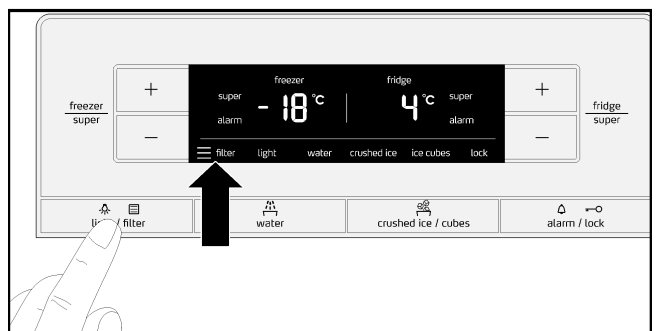 freezer
fridge
super
super
- 18 °C
4 °C
alarm
alarm
filter light water crushed ice ice cubes lock
+
+
freezer
super
fridge
super
—
—
light / filter
water
crushed ice / cubes
alarm / lock